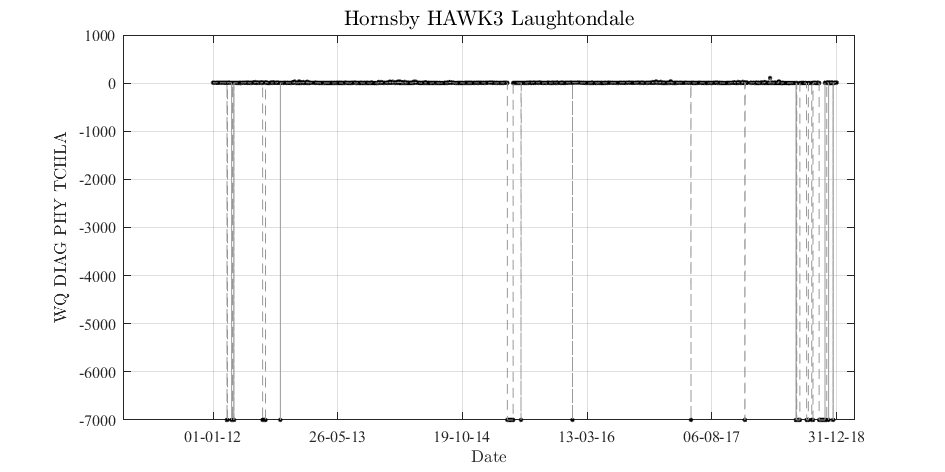 Hornsby HAWK3 Laughtondale
1000
0
-1000
-2000
-3000
-4000
-5000
-6000
-7000
WQ DIAG PHY TCHLA
01-01-12 26-05-13 19-10-14 13-03-16 06-08-17 31-12-18
Date